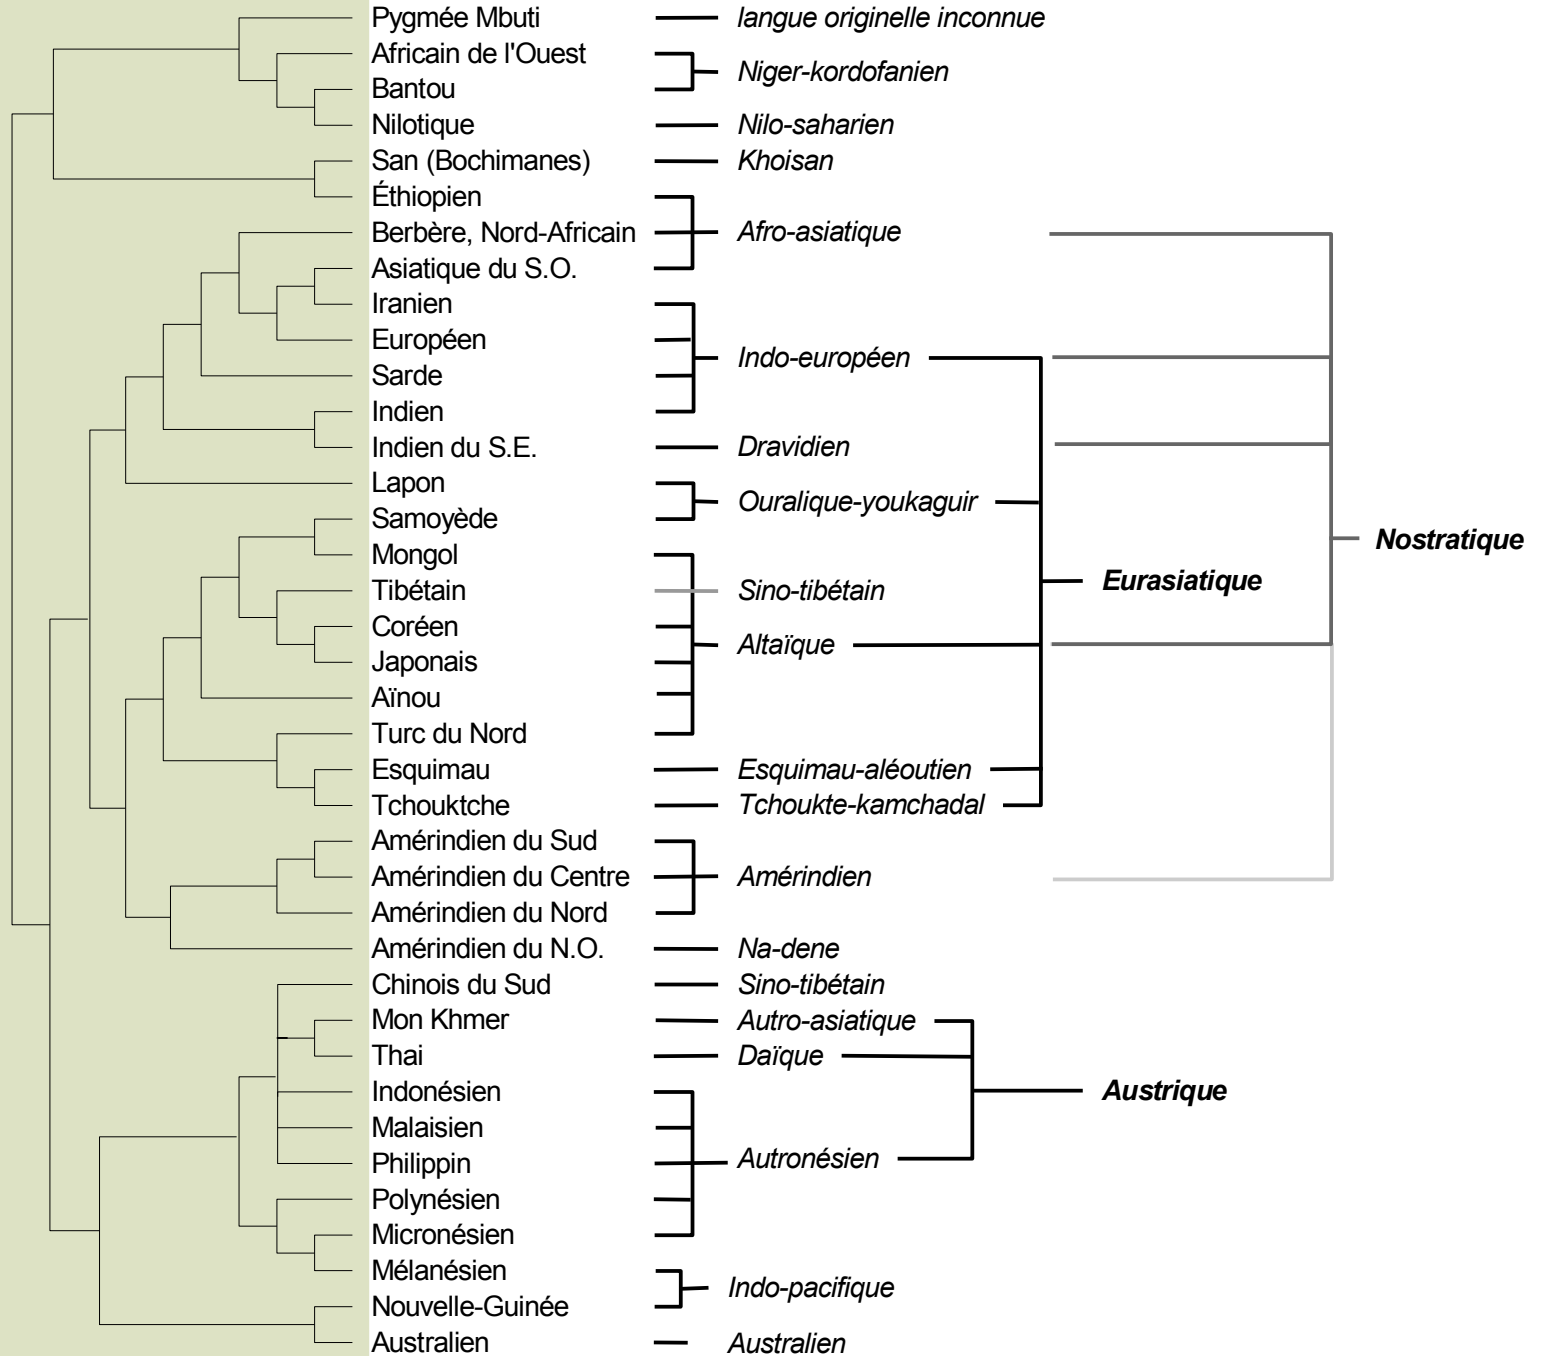 Pygmée Mbuti langue originelle inconnue
Africain de l'Ouest
Niger-kordofanien
Bantou
Nilotique Nilo-saharien
San (Bochimanes) Khoisan
Éthiopien
Berbère, Nord-Africain Afro-asiatique
Asiatique du S.O.
Iranien
Européen
Indo-européen
Sarde
Indien
Indien du S.E. Dravidien
Lapon
Ouralique-youkaguir
Samoyède
Nostratique
Mongol
Eurasiatique
Tibétain Sino-tibétain
Coréen
Altaïque
Japonais
Aïnou
Turc du Nord
Esquimau Esquimau-aléoutien
Tchouktche Tchoukte-kamchadal
Amérindien du Sud
Amérindien du Centre Amérindien
Amérindien du Nord
Amérindien du N.O. Na-dene
Chinois du Sud Sino-tibétain
Mon Khmer Autro-asiatique
Thai Daïque
Indonésien Austrique
Malaisien
Philippin Autronésien
Polynésien
Micronésien
Mélanésien
Indo-pacifique
Nouvelle-Guinée
Australien Australien